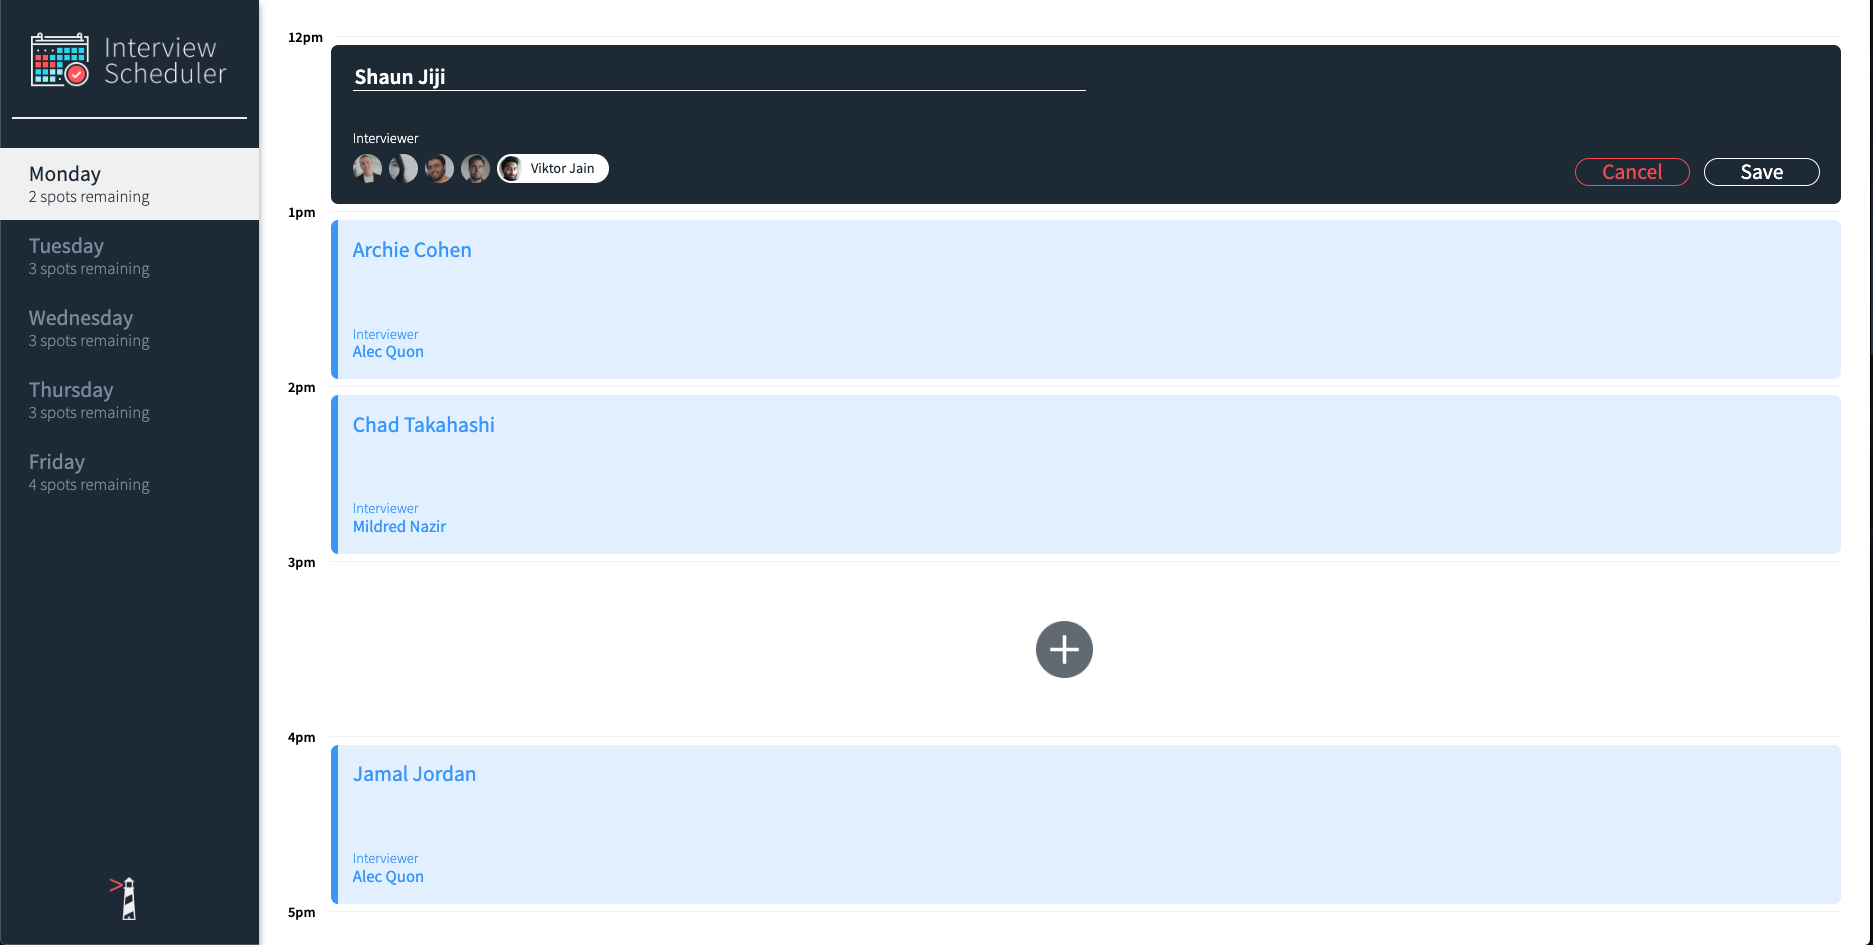 Interview
Scheduler
Monday
2 spots remaining
Tuesday
3 spots remaining
Wednesday
3 spots remaining
Thursday
3 spots remaining
Friday
4 spots remaining
12pm
Shaun Jiji
Interviewer
Viktor Jain
Cancel
Save
1pm
Archie Cohen
Interviewer
Alec Quon
2pm
Chad Takahashi
Interviewer
Mildred Nazir
3pm
4pm
Jamal Jordan
Interviewer
Alec Quon
5pm